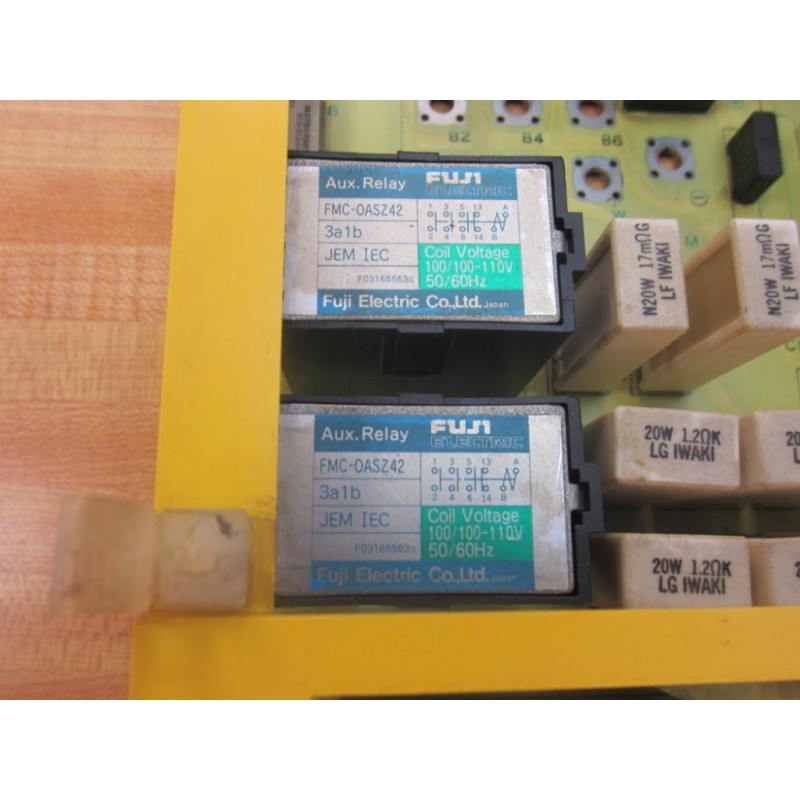 B2 B4 B6
Aux. Relay FUJI
ELECTRIC
FMC-0ASZ42
1 3 5 13 A
3a1b
2 4 6 14 B
JEM IEC
Coil Voltage
100/100-110V
50/60Hz
F03165563a
Fuji Electric Co.,Ltd. Japan
W
M
N20W 17mΩG
LF IWAKI
N20W 17mΩG
LF IWAKI
Aux. Relay FUJI
ELECTRIC
FMC-0ASZ42
1 3 5 13 A
3a1b
2 4 6 14 B
JEM IEC
Coil Voltage
100/100-110V
50/60Hz
F03165563a
Fuji Electric Co.,Ltd. Japan
20W 1.2ΩK
LG IWAKI
20W 1.2ΩK
LG IWAKI